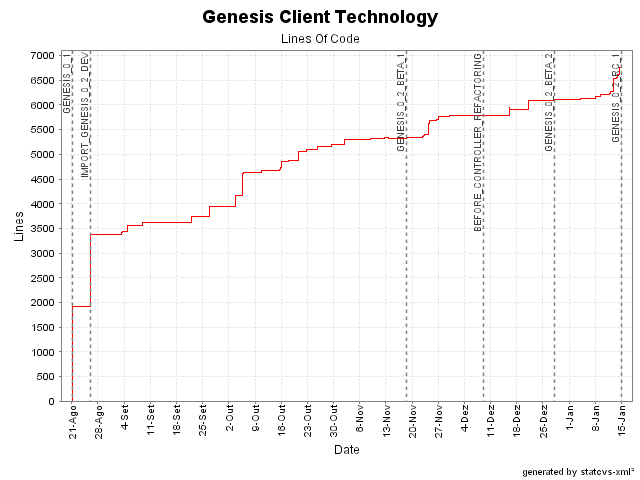 Genesis Client Technology
Lines Of Code
7000
6500
6000
5500
5000
4500
4000
3500
3000
2500
2000
1500
1000
500
0
Lines
GENESIS_0_1
IMPORT_GENESIS_0_2_DEV
GENESIS_0_2_BETA_1
BEFORE_CONTROLLER_REFACTORING
GENESIS_0_2_BETA_2
GENESIS_0_2_RC_1
21-Ago
28-Ago
4-Set
11-Set
18-Set
25-Set
2-Out
9-Out
16-Out
23-Out
30-Out
6-Nov
13-Nov
20-Nov
27-Nov
4-Dez
11-Dez
18-Dez
25-Dez
1-Jan
8-Jan
15-Jan
Date
generated by statcvs-xml²